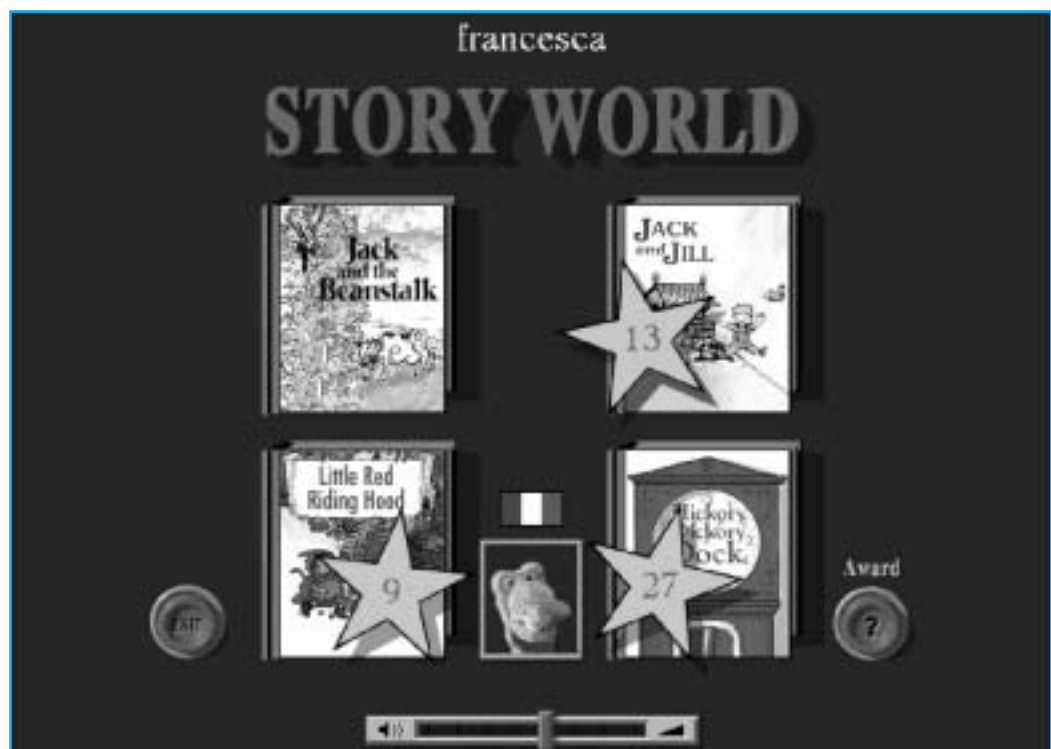 francesca
STORY WORLD
Jack
and the
Beanstalk
JACK
and JILL
13
Little Red
Riding Hood
9
Hickory,
Dickory,
Dock.
27
EXIT
Award
?